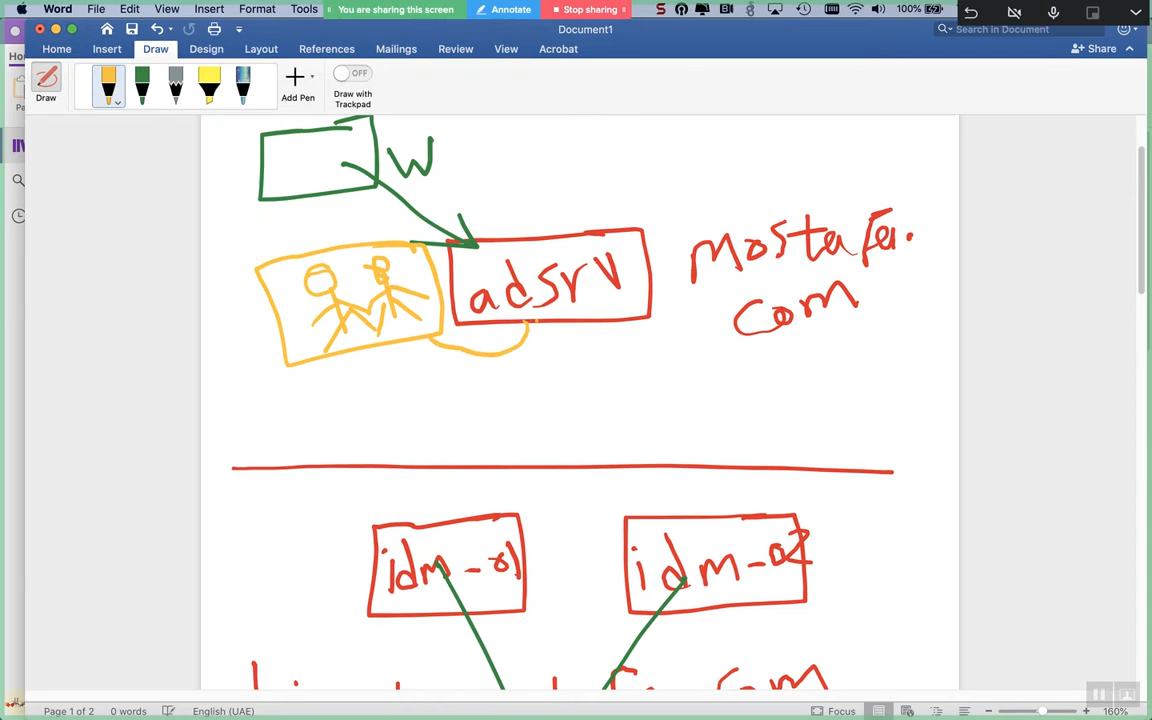 Word File Edit View Insert Format Tools You are sharing this screen Annotate Stop sharing 100%
Document1 Search in Document
Home Insert Draw Design Layout References Mailings Review View Acrobat Share
OFF
Draw Add Pen Draw with
Trackpad
W
adsrv mostafa.
com
idm-01 idm-02
com
Page 1 of 2 0 words English (UAE) Focus 160%